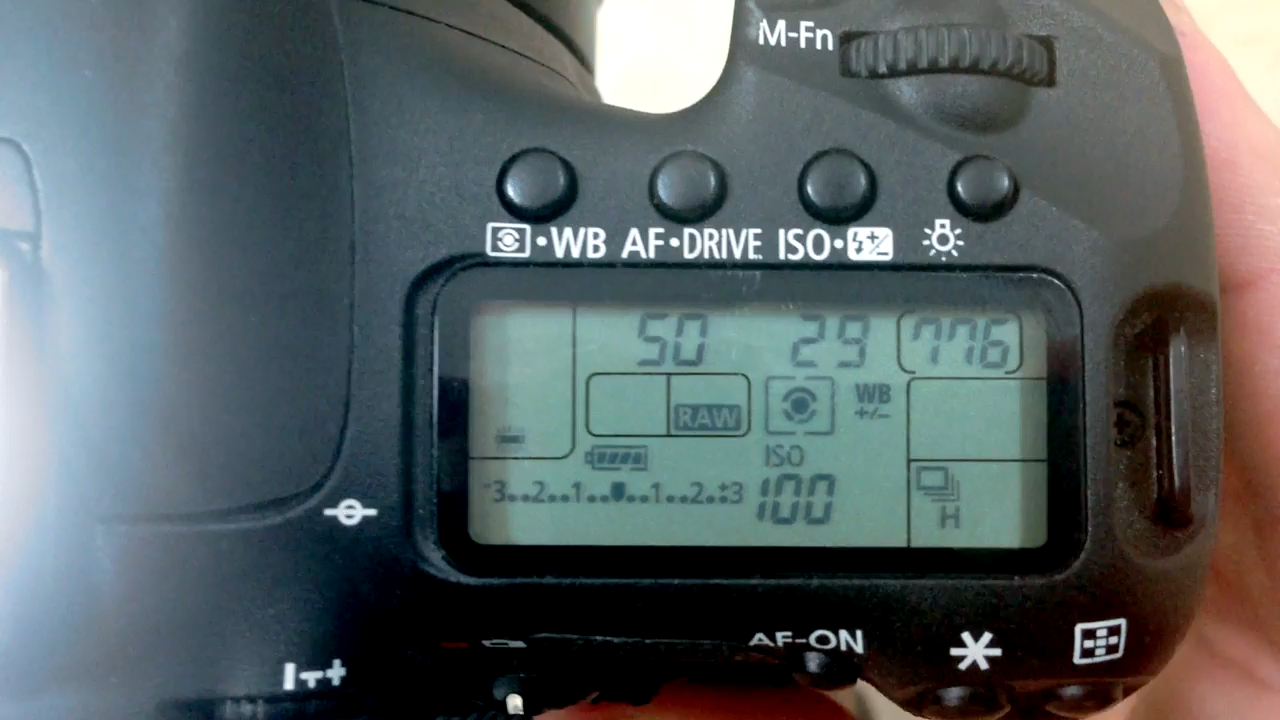 M-Fn
WB AF•DRIVE ISO
50 29 [776]
RAW WB +/-
ISO
-3..2..1..0..1..2..+3 100
H
AF-ON